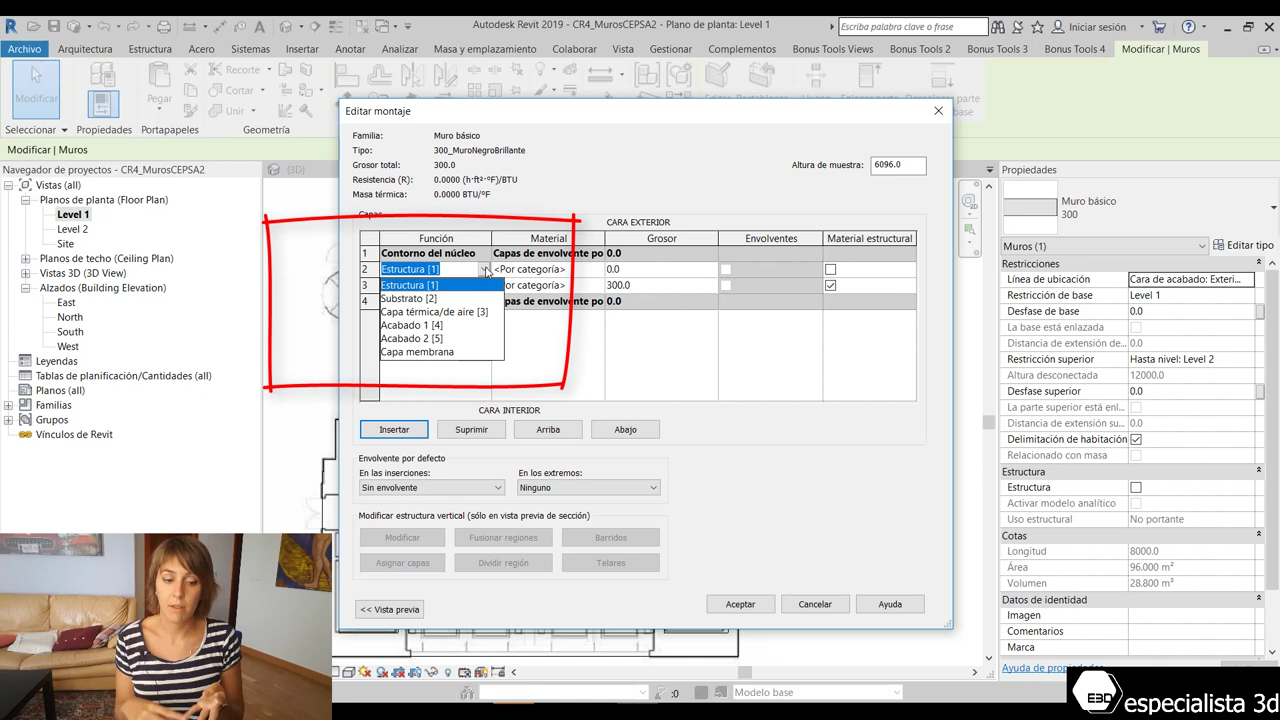 Autodesk Revit 2019 - CR4_MurosCEPSA2 - Plano de planta: Level 1
Escriba palabra clave o frase
Iniciar sesión
Archivo
Arquitectura
Estructura
Acero
Sistemas
Insertar
Anotar
Analizar
Masa y emplazamiento
Colaborar
Vista
Gestionar
Complementos
Bonus Tools Views
Bonus Tools 2
Bonus Tools 3
Bonus Tools 4
Modificar | Muros
Modificar
Pegar
Recorte
Cortar
Unir
Seleccionar
Propiedades
Portapapeles
Geometría
Modificar | Muros
Navegador de proyectos - CR4_MurosCEPSA2
Vistas (all)
Planos de planta (Floor Plan)
Level 1
Level 2
Site
Planos de techo (Ceiling Plan)
Vistas 3D (3D View)
Alzados (Building Elevation)
East
North
South
West
Leyendas
Tablas de planificación/Cantidades (all)
Planos (all)
Familias
Grupos
Vínculos de Revit
{3D}
Editar montaje
Familia: Muro básico
Tipo: 300_MuroNegroBrillante
Grosor total: 300.0
Resistencia (R): 0.0000 (h·ft²·°F)/BTU
Masa térmica: 0.0000 BTU/°F
Altura de muestra: 6096.0
Capas
CARA EXTERIOR
Función Material Grosor Envolventes Material estructural
1 Contorno del núcleo Capas de envolvente po 0.0
2 Estructura [1] <Por categoría> 0.0
3 Por categoría> 300.0
4 apas de envolvente po 0.0
Estructura [1]
Substrato [2]
Capa térmica/de aire [3]
Acabado 1 [4]
Acabado 2 [5]
Capa membrana
CARA INTERIOR
Insertar
Suprimir
Arriba
Abajo
Envolvente por defecto
En las inserciones: En los extremos:
Sin envolvente Ninguno
Modificar estructura vertical (sólo en vista previa de sección)
Modificar Fusionar regiones Barridos
Asignar capas Dividir región Telares
<< Vista previa
Aceptar
Cancelar
Ayuda
Propiedades
Muro básico
300
Muros (1)
Editar tipo
Restricciones
Línea de ubicación Cara de acabado: Exteri...
Restricción de base Level 1
Desfase de base 0.0
La base está enlazada
Distancia de extensión de...
Restricción superior Hasta nivel: Level 2
Altura desconectada 12000.0
Desfase superior 0.0
La parte superior está enl...
Distancia de extensión su...
Delimitación de habitación
Relacionado con masa
Estructura
Estructura
Activar modelo analítico
Uso estructural No portante
Cotas
Longitud 8000.0
Área 96.000 m²
Volumen 28.800 m³
Datos de identidad
Imagen
Comentarios
Marca
Ayuda de propiedades
:0
Modelo base
E3D
especialista 3d